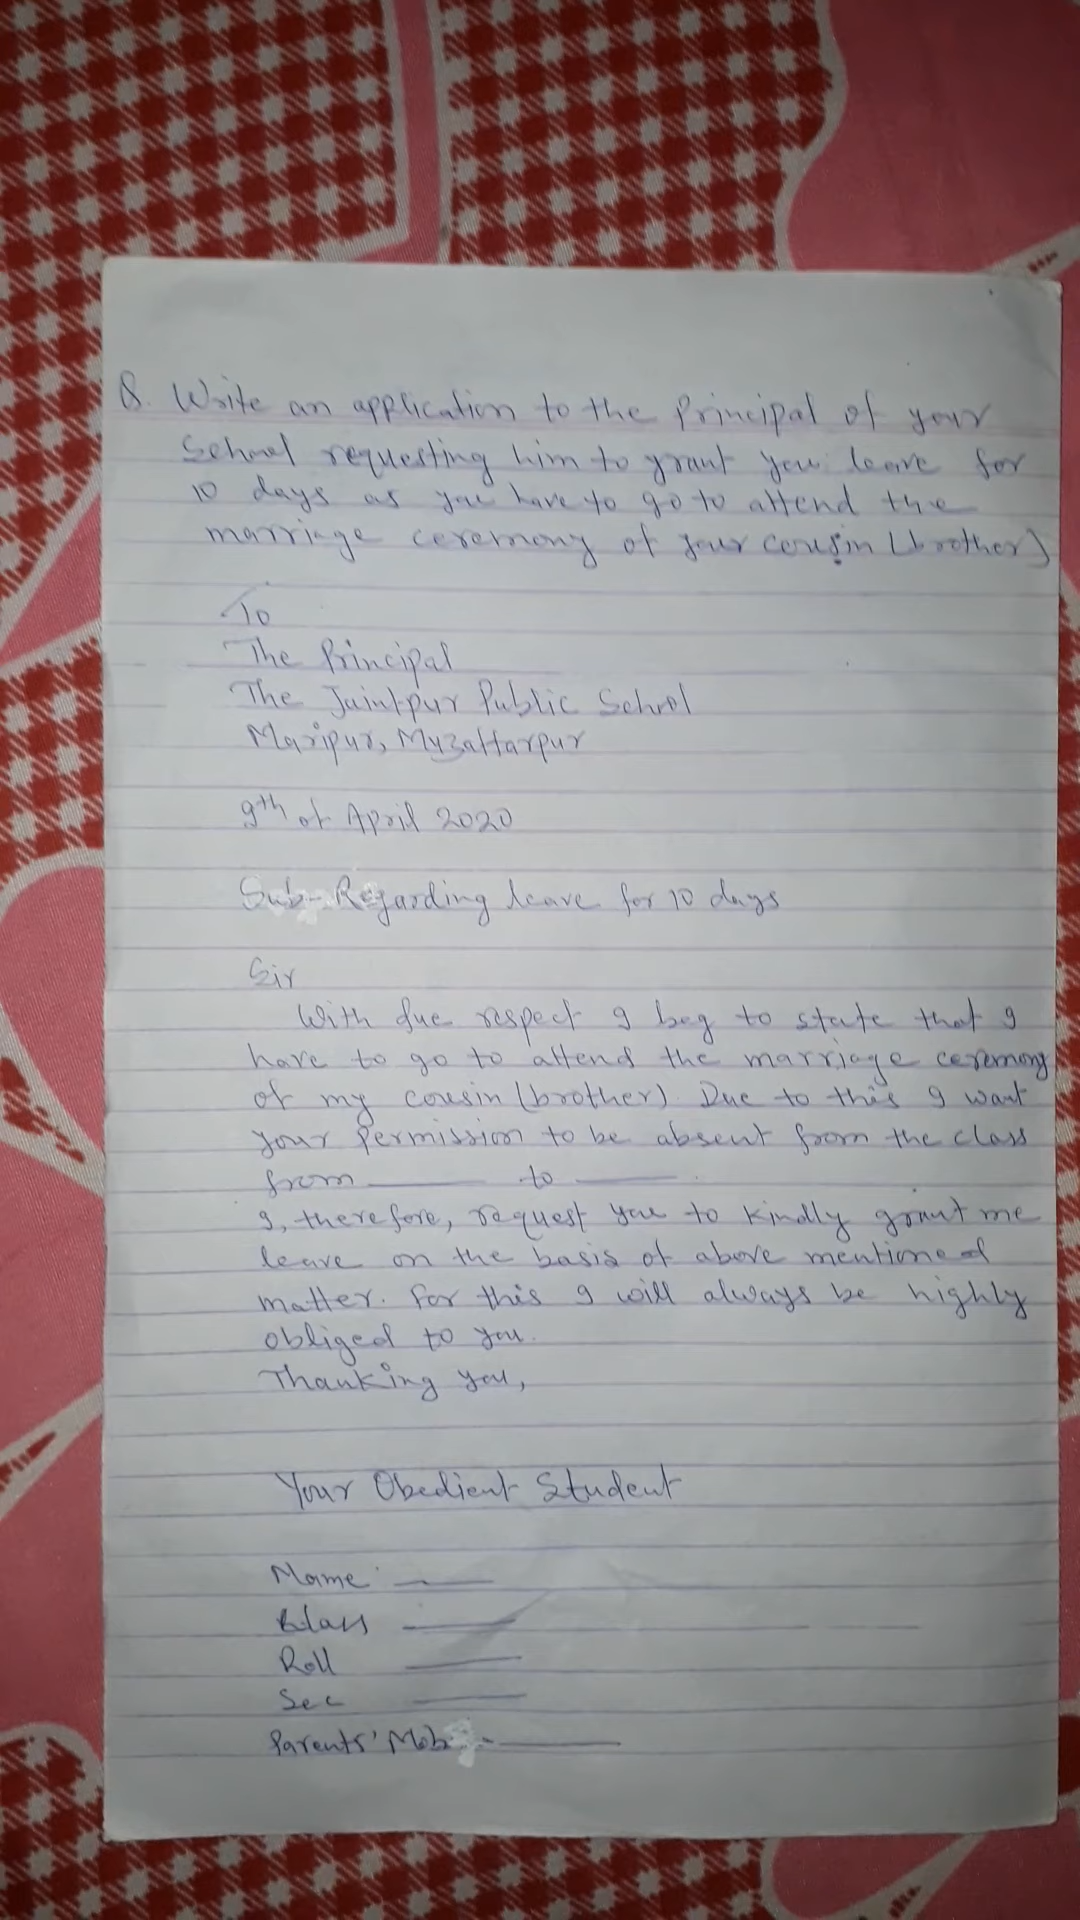 Q. Write an application to the Principal of your
School requesting him to grant you leave for
10 days as you have to go to attend the
marriage ceremony of your cousin (brother)
To
The Principal
The Jaintpur Public School
Maripur, Muzaffarpur
9th of April 2020
Sub- Regarding leave for 10 days
Sir
With due respect I beg to state that I
have to go to attend the marriage ceremony
of my cousin (brother). Due to this I want
your permission to be absent from the class
from ______ to ______.
I, therefore, request you to kindly grant me
leave on the basis of above mentioned
matter. For this I will always be highly
obliged to you.
Thanking you,
Your Obedient Student
Name ______
Class ______
Roll ______
Sec ______
Parents' Mob - ______